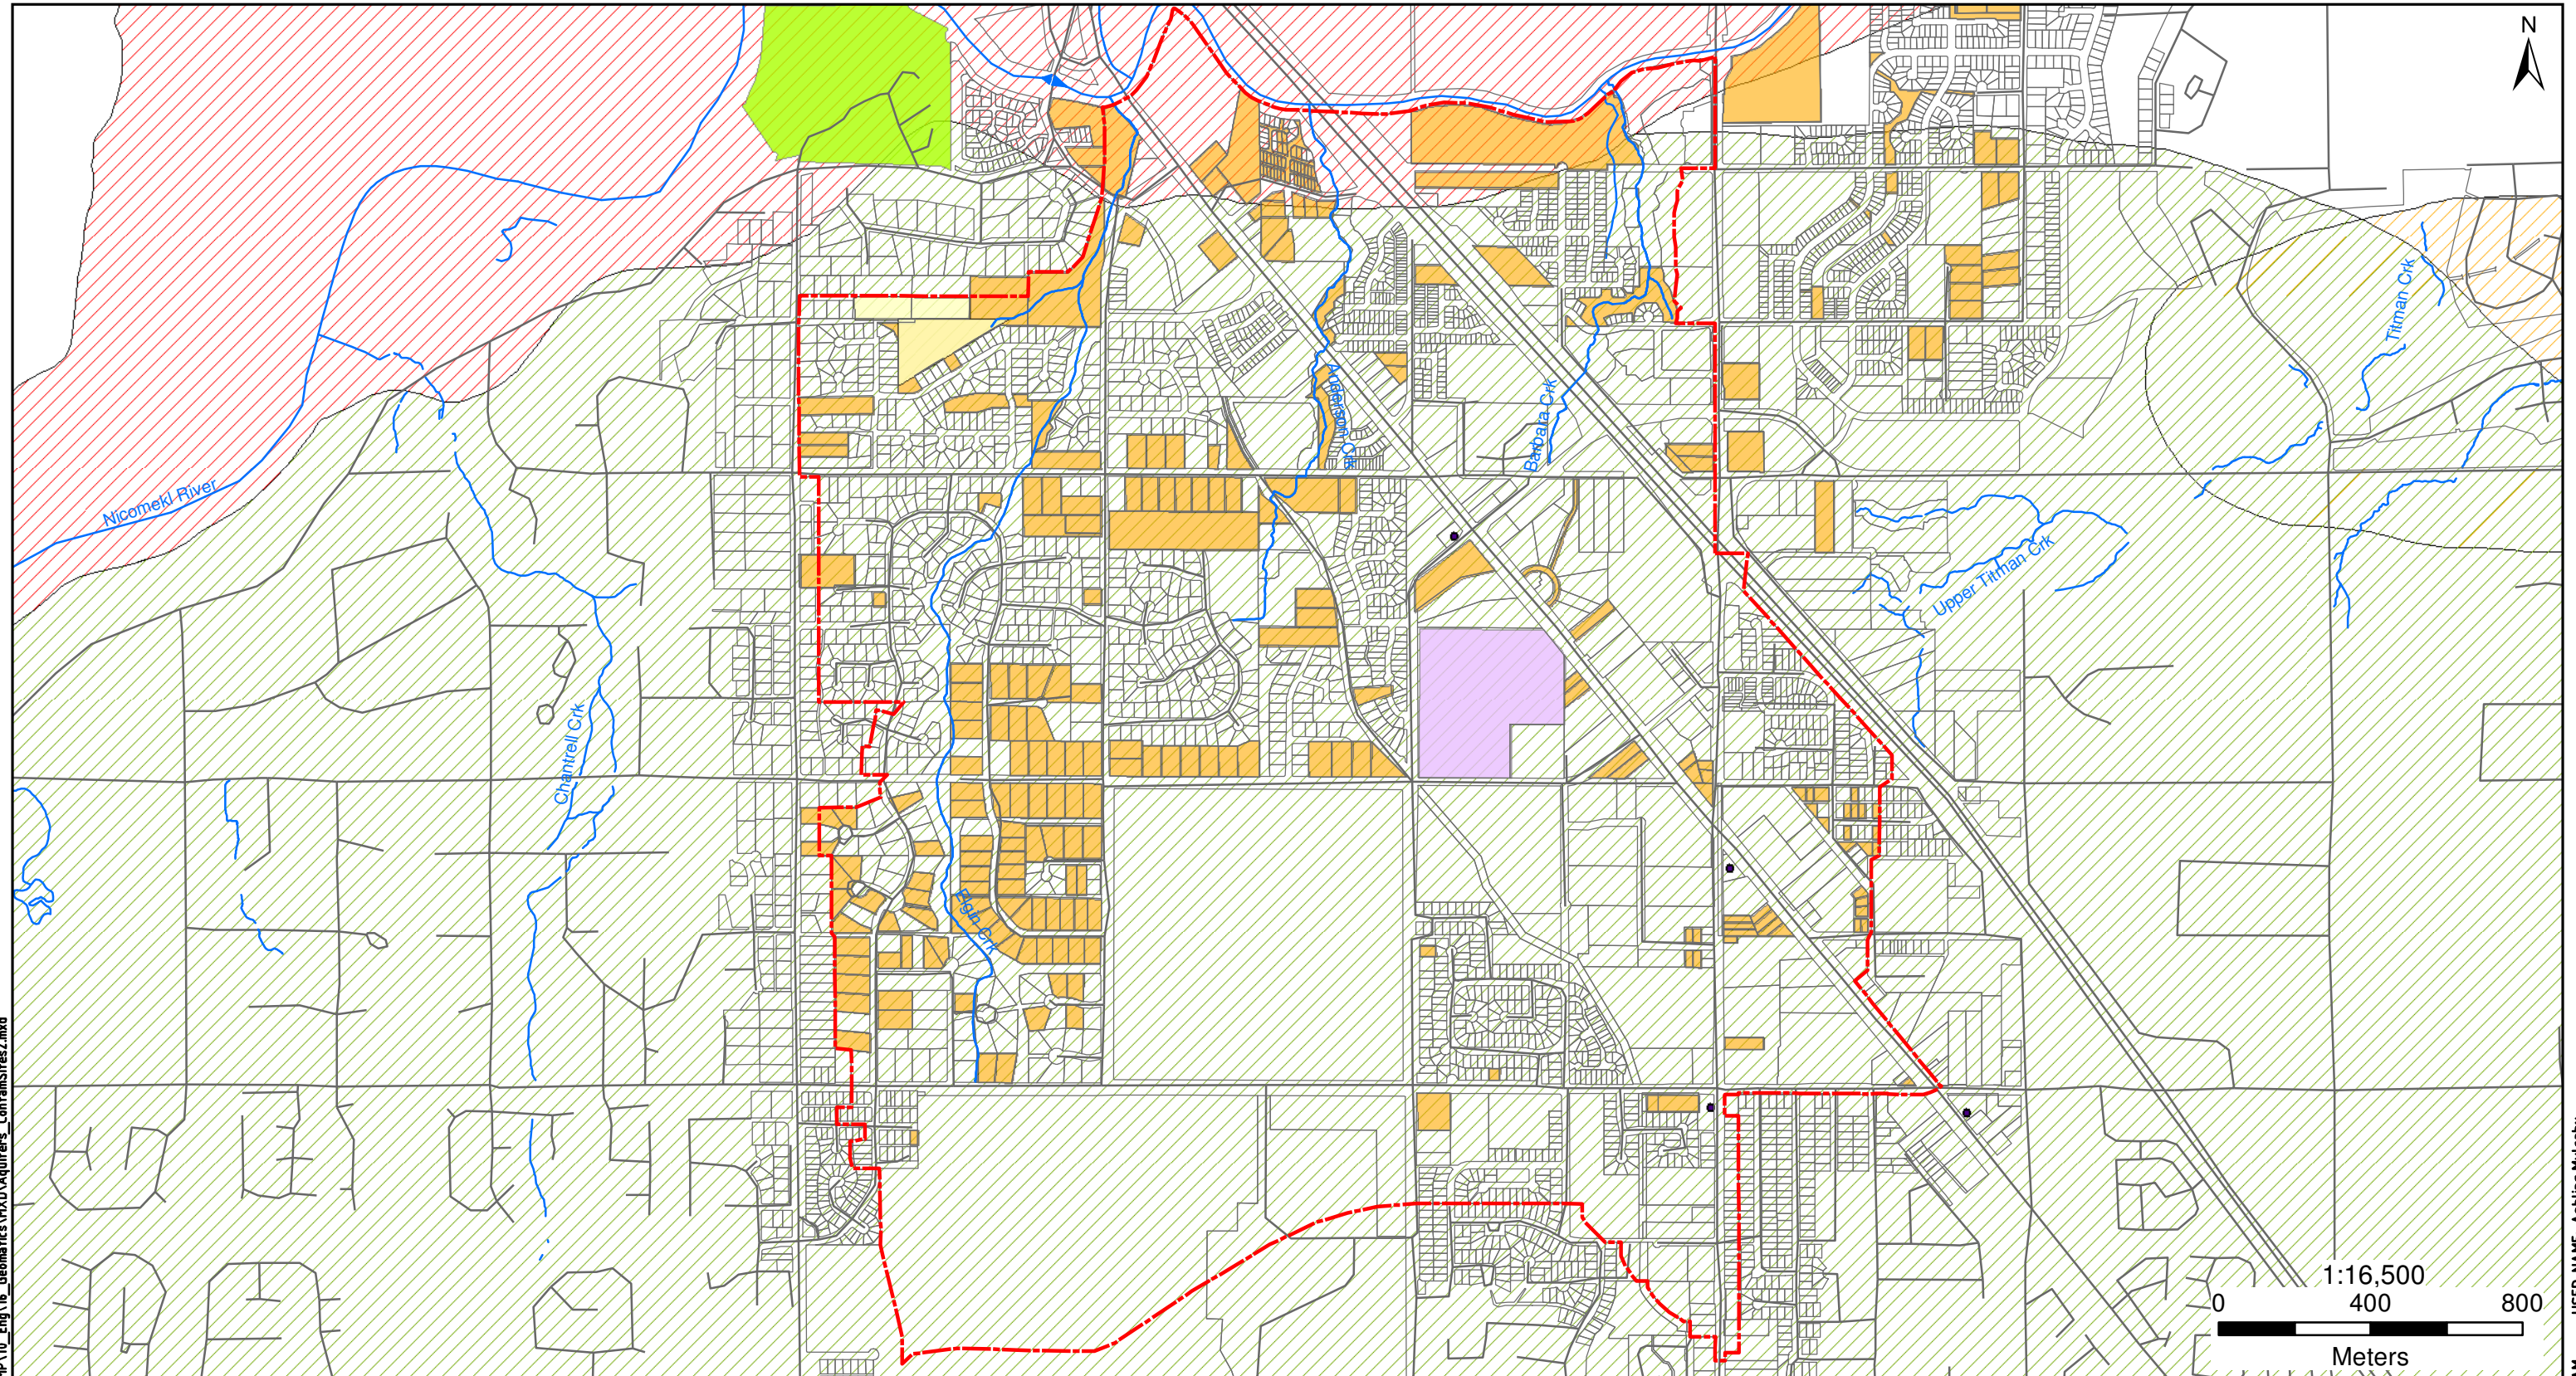 N
Titman Crk
Anderson Crk
Barbara Crk
Nicomekl River
Upper Titman Crk
Chantrell Crk
Elgin Crk
1:16,500
0 400 800
Meters